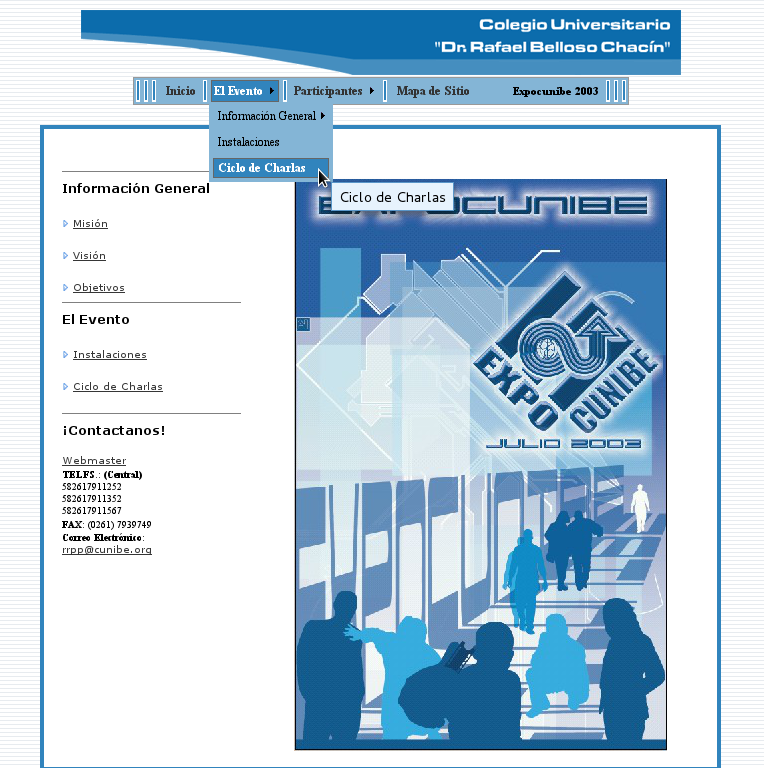 Colegio Universitario
"Dr. Rafael Belloso Chacín"
Inicio El Evento Participantes Mapa de Sitio Expocunibe 2003
Información General
Instalaciones
Ciclo de Charlas
Ciclo de Charlas
Información General
Misión
Visión
Objetivos
El Evento
Instalaciones
Ciclo de Charlas
¡Contactanos!
Webmaster
TELFS.: (Central)
582617911252
582617911352
582617911567
FAX: (0261) 7939749
Correo Electrónico:
rrpp@cunibe.org
EXPOCUNIBE
EXPO
CUNIBE
JULIO 2003